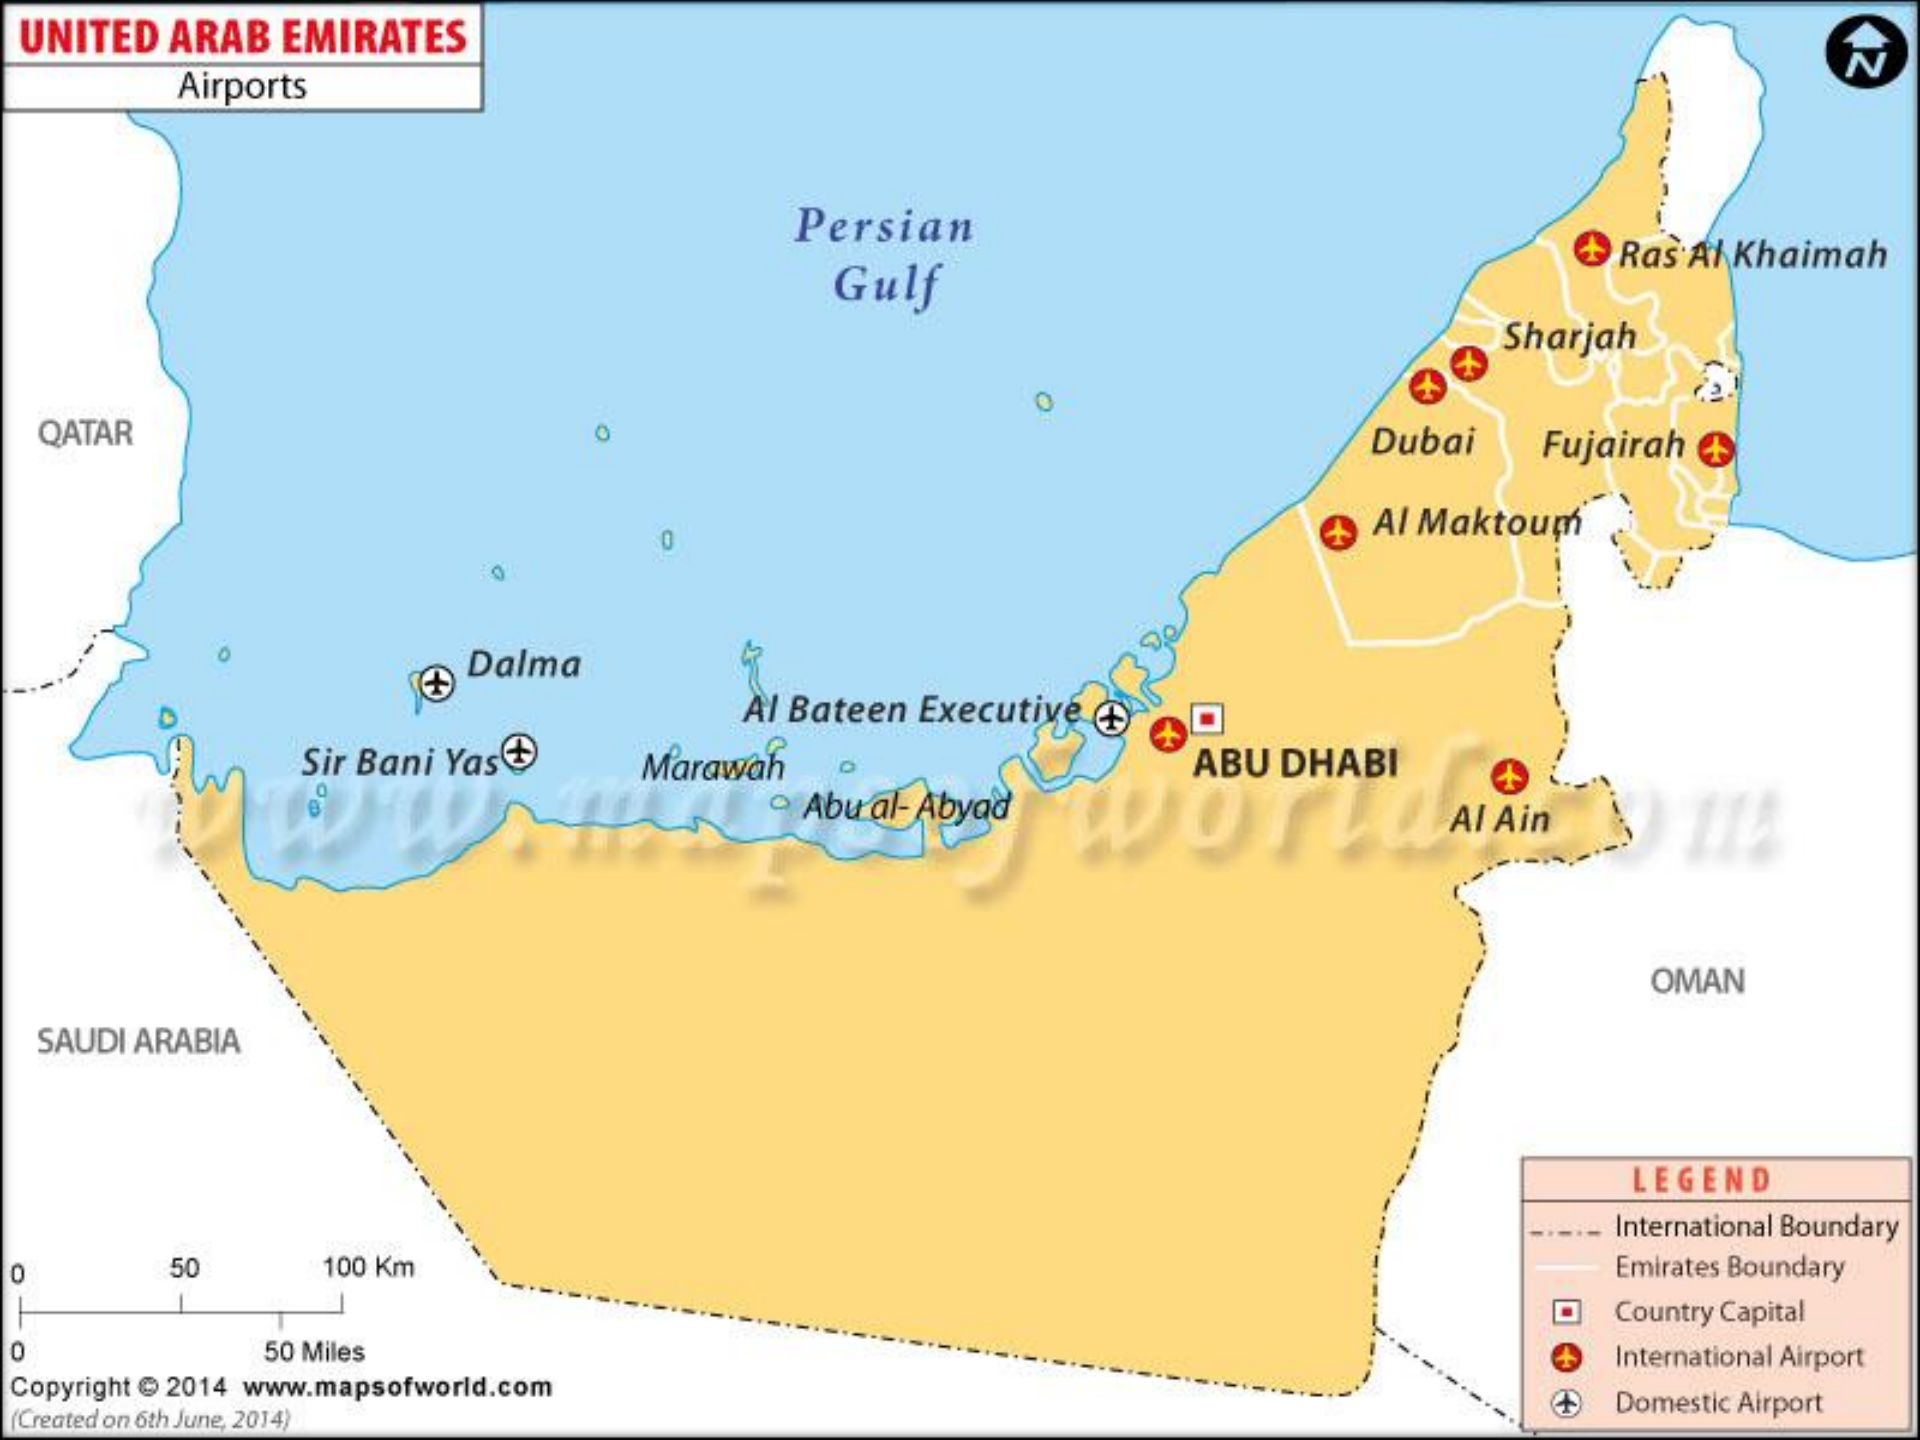 UNITED ARAB EMIRATES
Airports
N
Persian
Gulf
Ras Al Khaimah
Sharjah
QATAR
Dubai
Fujairah
Al Maktoum
Dalma
Al Bateen Executive
Sir Bani Yas
Marawah
ABU DHABI
Abu al- Abyad
Al Ain
www.mapsofworld.com
OMAN
SAUDI ARABIA
LEGEND
International Boundary
Emirates Boundary
Country Capital
International Airport
Domestic Airport
0 50 100 Km
0 50 Miles
Copyright © 2014 www.mapsofworld.com
(Created on 6th June, 2014)